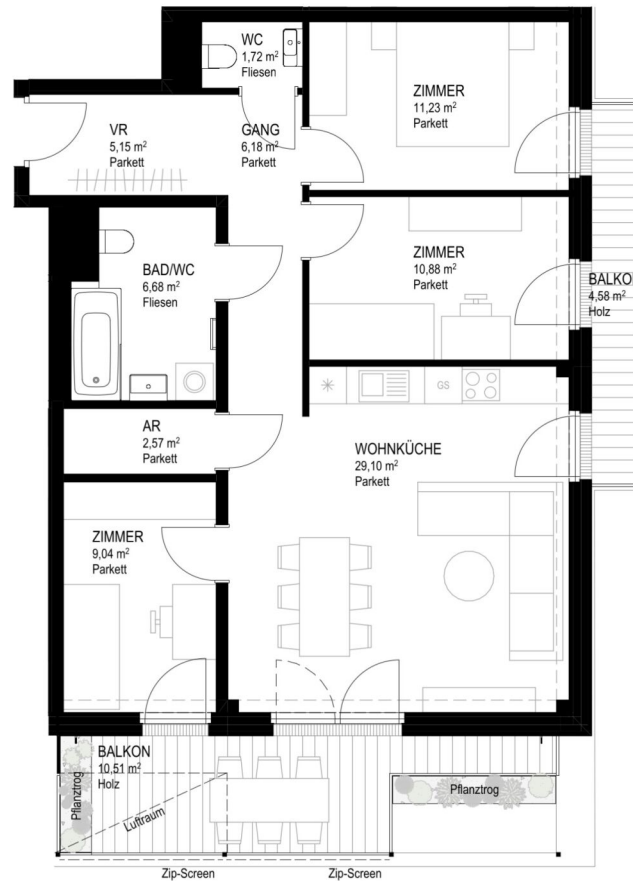 WC
1,72 m²
Fliesen
ZIMMER
11,23 m²
Parkett
VR
5,15 m²
Parkett
GANG
6,18 m²
Parkett
ZIMMER
10,88 m²
Parkett
BAD/WC
6,68 m²
Fliesen
BALKON
4,58 m²
Holz
GS
AR
2,57 m²
Parkett
WOHNKÜCHE
29,10 m²
Parkett
ZIMMER
9,04 m²
Parkett
BALKON
10,51 m²
Holz
Pflanztrog
Luftraum
Pflanztrog
Zip-Screen
Zip-Screen